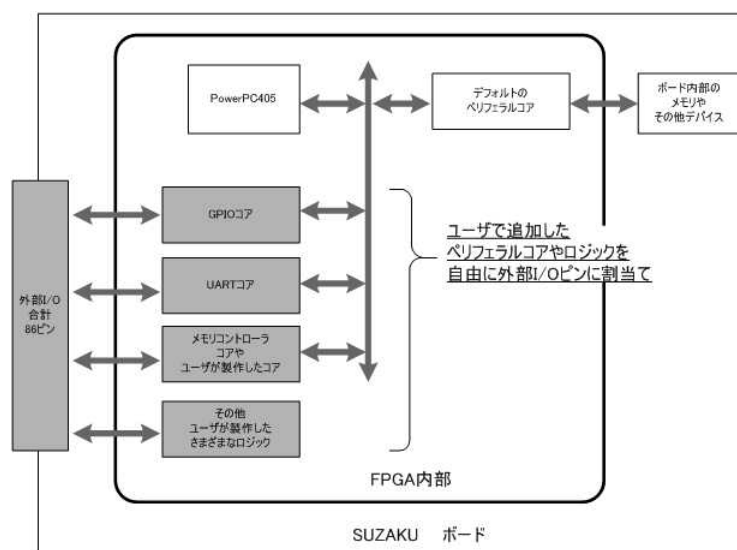 PowerPC405
デフォルトの
ペリフェラルコア
ボード内部の
メモリや
その他デバイス
GPIOコア
UARTコア
メモリコントローラ
コアや
ユーザが製作したコア
その他
ユーザが製作した
さまざまなロジック
外部I/O
合計
86ピン
ユーザで追加した
ペリフェラルコアやロジックを
自由に外部I/Oピンに割当て
FPGA内部
SUZAKU ボード